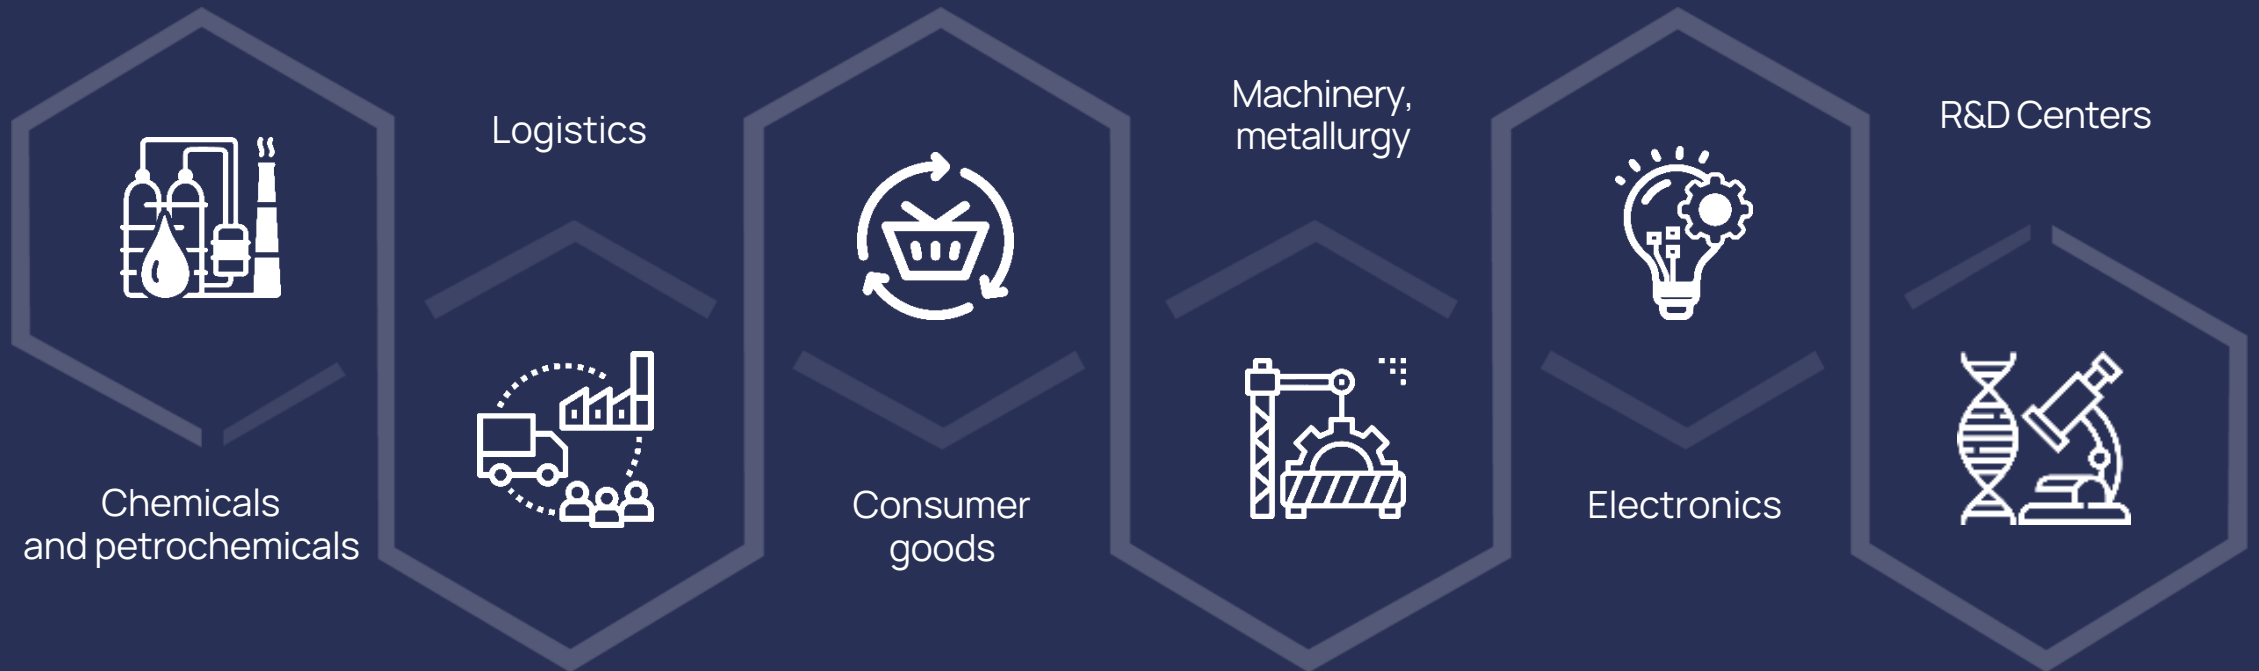 Chemicals
and petrochemicals
Logistics
Consumer
goods
Machinery,
metallurgy
Electronics
R&D Centers